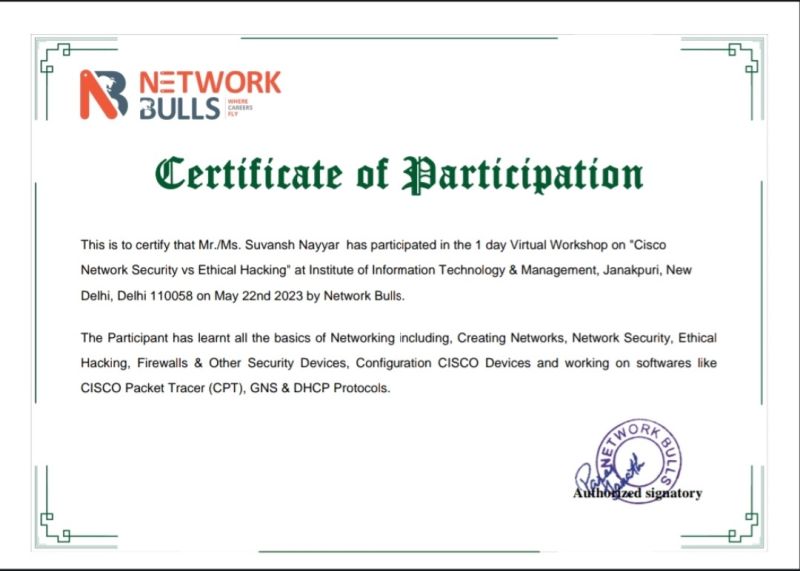 NETWORK
BULLS
WHERE
CAREERS
FLY
Certificate of Participation
This is to certify that Mr./Ms. Suvansh Nayyar has participated in the 1 day Virtual Workshop on "Cisco
Network Security vs Ethical Hacking" at Institute of Information Technology & Management, Janakpuri, New
Delhi, Delhi 110058 on May 22nd 2023 by Network Bulls.
The Participant has learnt all the basics of Networking including, Creating Networks, Network Security, Ethical
Hacking, Firewalls & Other Security Devices, Configuration CISCO Devices and working on softwares like
CISCO Packet Tracer (CPT), GNS & DHCP Protocols.
NETWORK BULLS
Authorized signatory